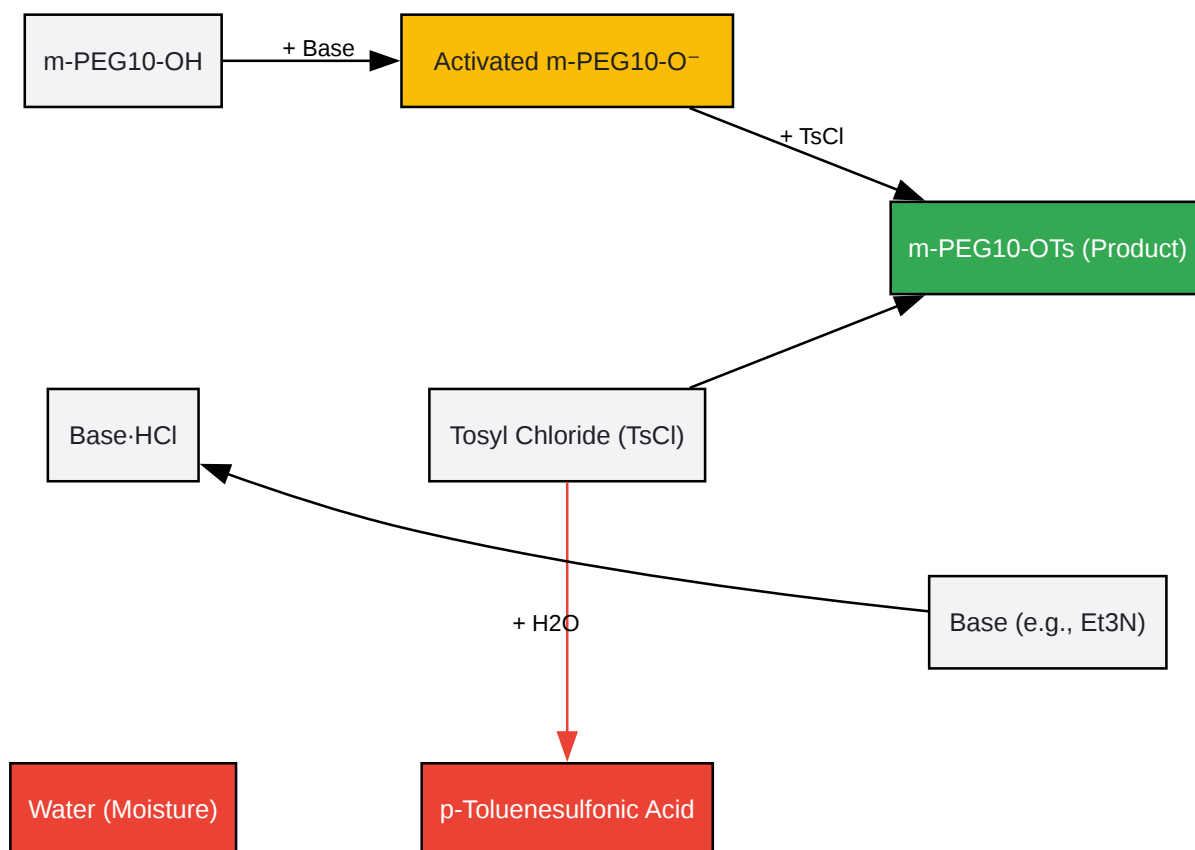 m-PEG10-OH
+ Base
Activated m-PEG10-O⁻
+ TsCl
m-PEG10-OTs (Product)
Base·HCl
Tosyl Chloride (TsCl)
+ H2O
Base (e.g., Et3N)
Water (Moisture)
p-Toluenesulfonic Acid